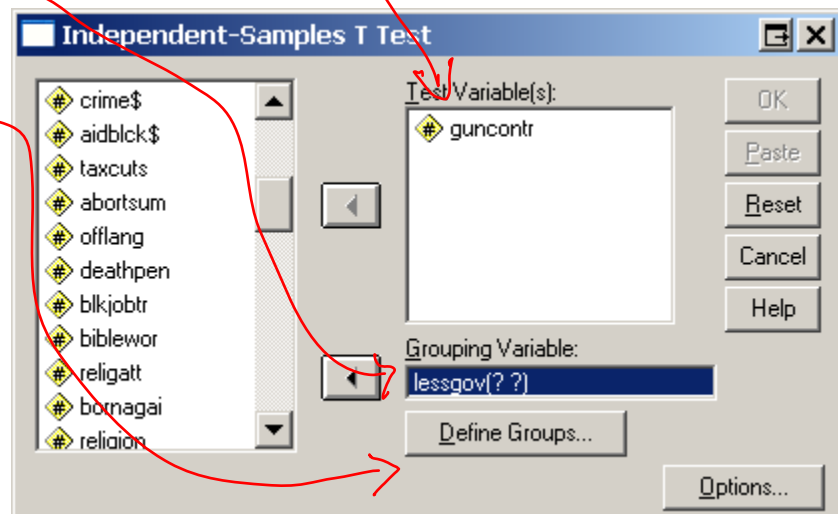 Independent-Samples T Test
crime$
aidblck$
taxcuts
abortsum
offlang
deathpen
blkjobtr
biblewor
religatt
bornagai
religion
Test Variable(s):
guncontr
Grouping Variable:
lessgov(? ?)
Define Groups...
OK
Paste
Reset
Cancel
Help
Options...